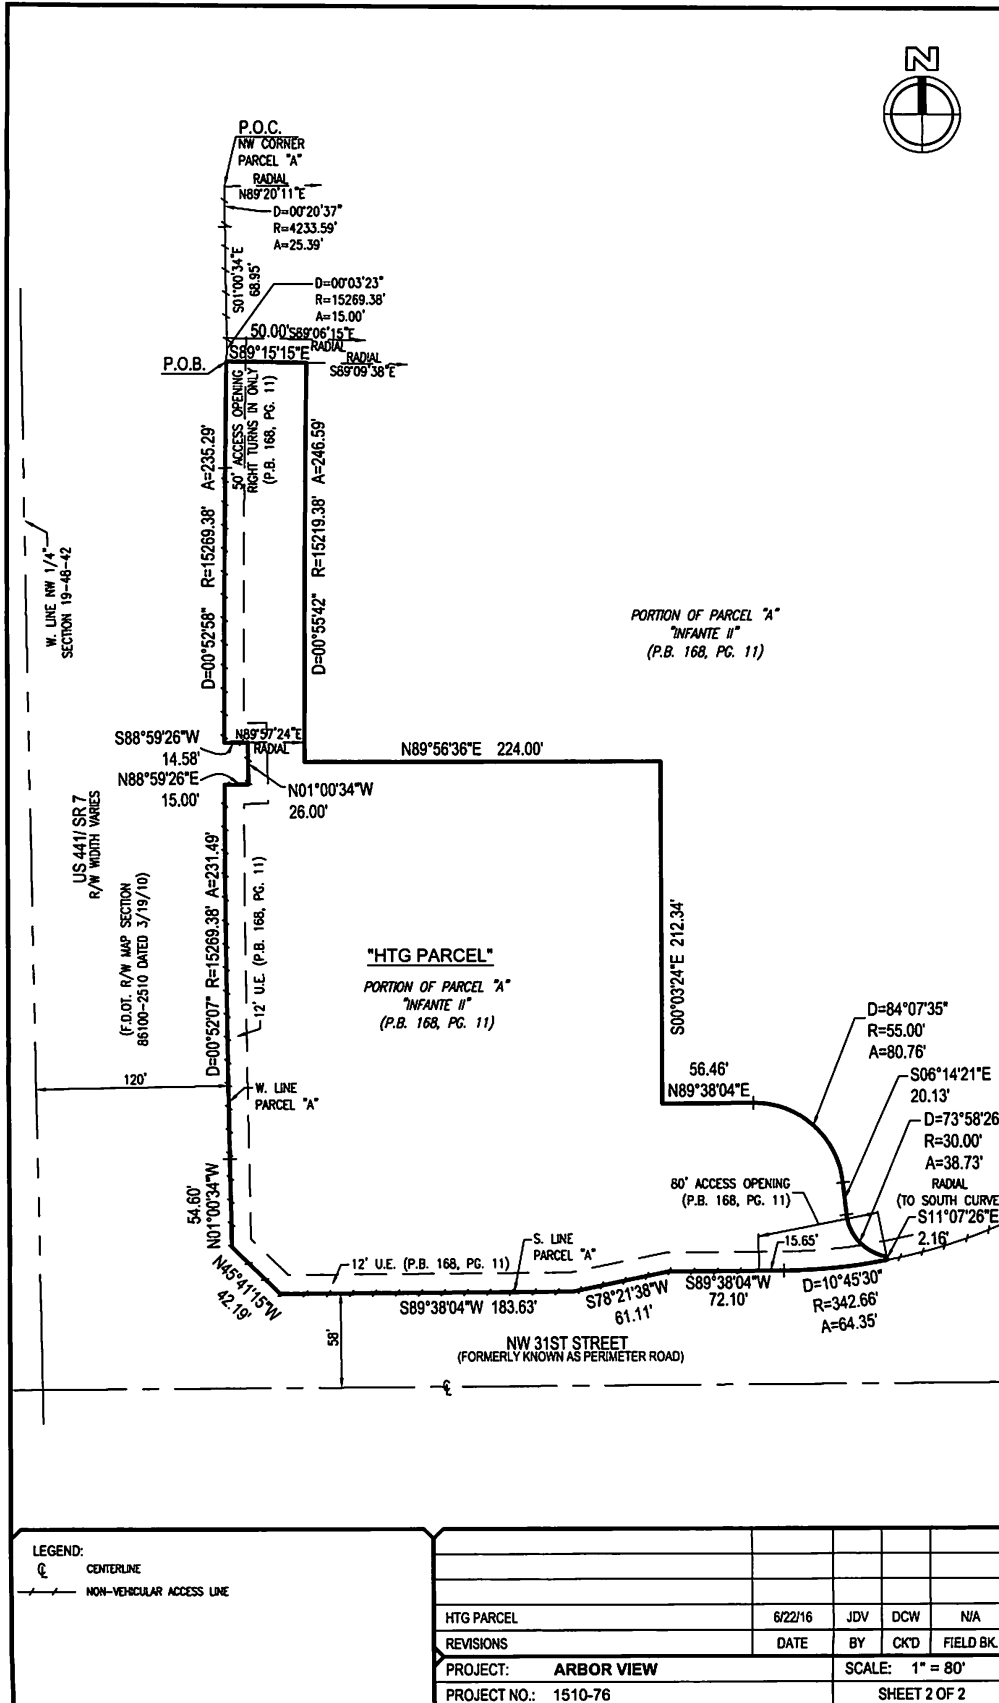 N
P.O.C.
NW CORNER
PARCEL "A"
RADIAL
N89°20'11"E
D=00°20'37"
R=4233.59'
A=25.39'
S01°00'34"E
68.95'
D=00°03'23"
R=15269.38'
A=15.00'
50.00'
S89°06'15"E
RADIAL
S89°15'15"E
RADIAL
S89°09'38"E
P.O.B.
50' ACCESS OPENING
RIGHT TURNS IN ONLY
(P.B. 168, PG. 11)
D=00°52'58" R=15269.38' A=235.29'
D=00°55'42" R=15219.38' A=246.59'
W. LINE NW 1/4
SECTION 19-48-42
PORTION OF PARCEL "A"
"INFANTE II"
(P.B. 168, PG. 11)
S88°59'26"W
14.58'
N89°57'24"E
RADIAL
N89°56'36"E 224.00'
N88°59'26"E
15.00'
N01°00'34"W
26.00'
US 441/ SR 7
R/W WIDTH VARIES
(F.D.OT. R/W MAP SECTION
86100-2510 DATED 3/19/10)
D=00°52'07" R=15269.38' A=231.49'
12' U.E. (P.B. 168, PG. 11)
"HTG PARCEL"
PORTION OF PARCEL "A"
"INFANTE II"
(P.B. 168, PG. 11)
S00°03'24"E 212.34'
D=84°07'35"
R=55.00'
A=80.76'
56.46'
N89°38'04"E
S06°14'21"E
20.13'
D=73°58'26
R=30.00'
A=38.73'
RADIAL
(TO SOUTH CURVE
S11°07'26"E
2.16'
120'
W. LINE
PARCEL "A"
80' ACCESS OPENING
(P.B. 168, PG. 11)
15.65'
54.60'
N01°00'34"W
N45°41'15"W
42.19'
12' U.E. (P.B. 168, PG. 11)
S. LINE
PARCEL "A"
S89°38'04"W 183.63'
S78°21'38"W
61.11'
S89°38'04"W
72.10'
D=10°45'30"
R=342.66'
A=64.35'
58'
NW 31ST STREET
(FORMERLY KNOWN AS PERIMETER ROAD)
℄
LEGEND:
℄ CENTERLINE
NON-VEHICULAR ACCESS LINE
HTG PARCEL 6/22/16 JDV DCW N/A
REVISIONS DATE BY CK'D FIELD BK.
PROJECT: ARBOR VIEW SCALE: 1" = 80'
PROJECT NO.: 1510-76 SHEET 2 OF 2